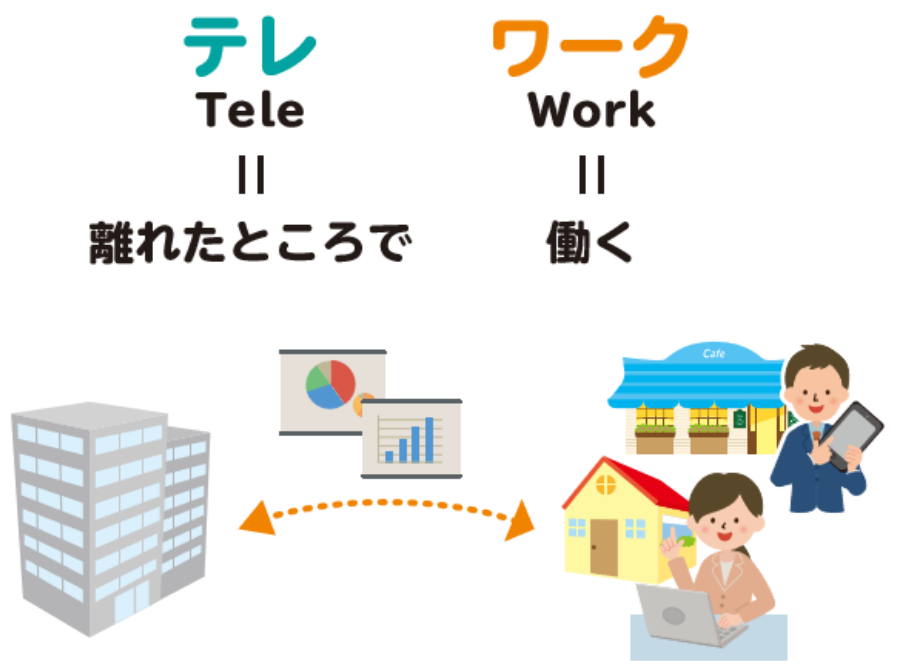 テレ ワーク
Tele Work
= =
離れたところで 働く
Cafe